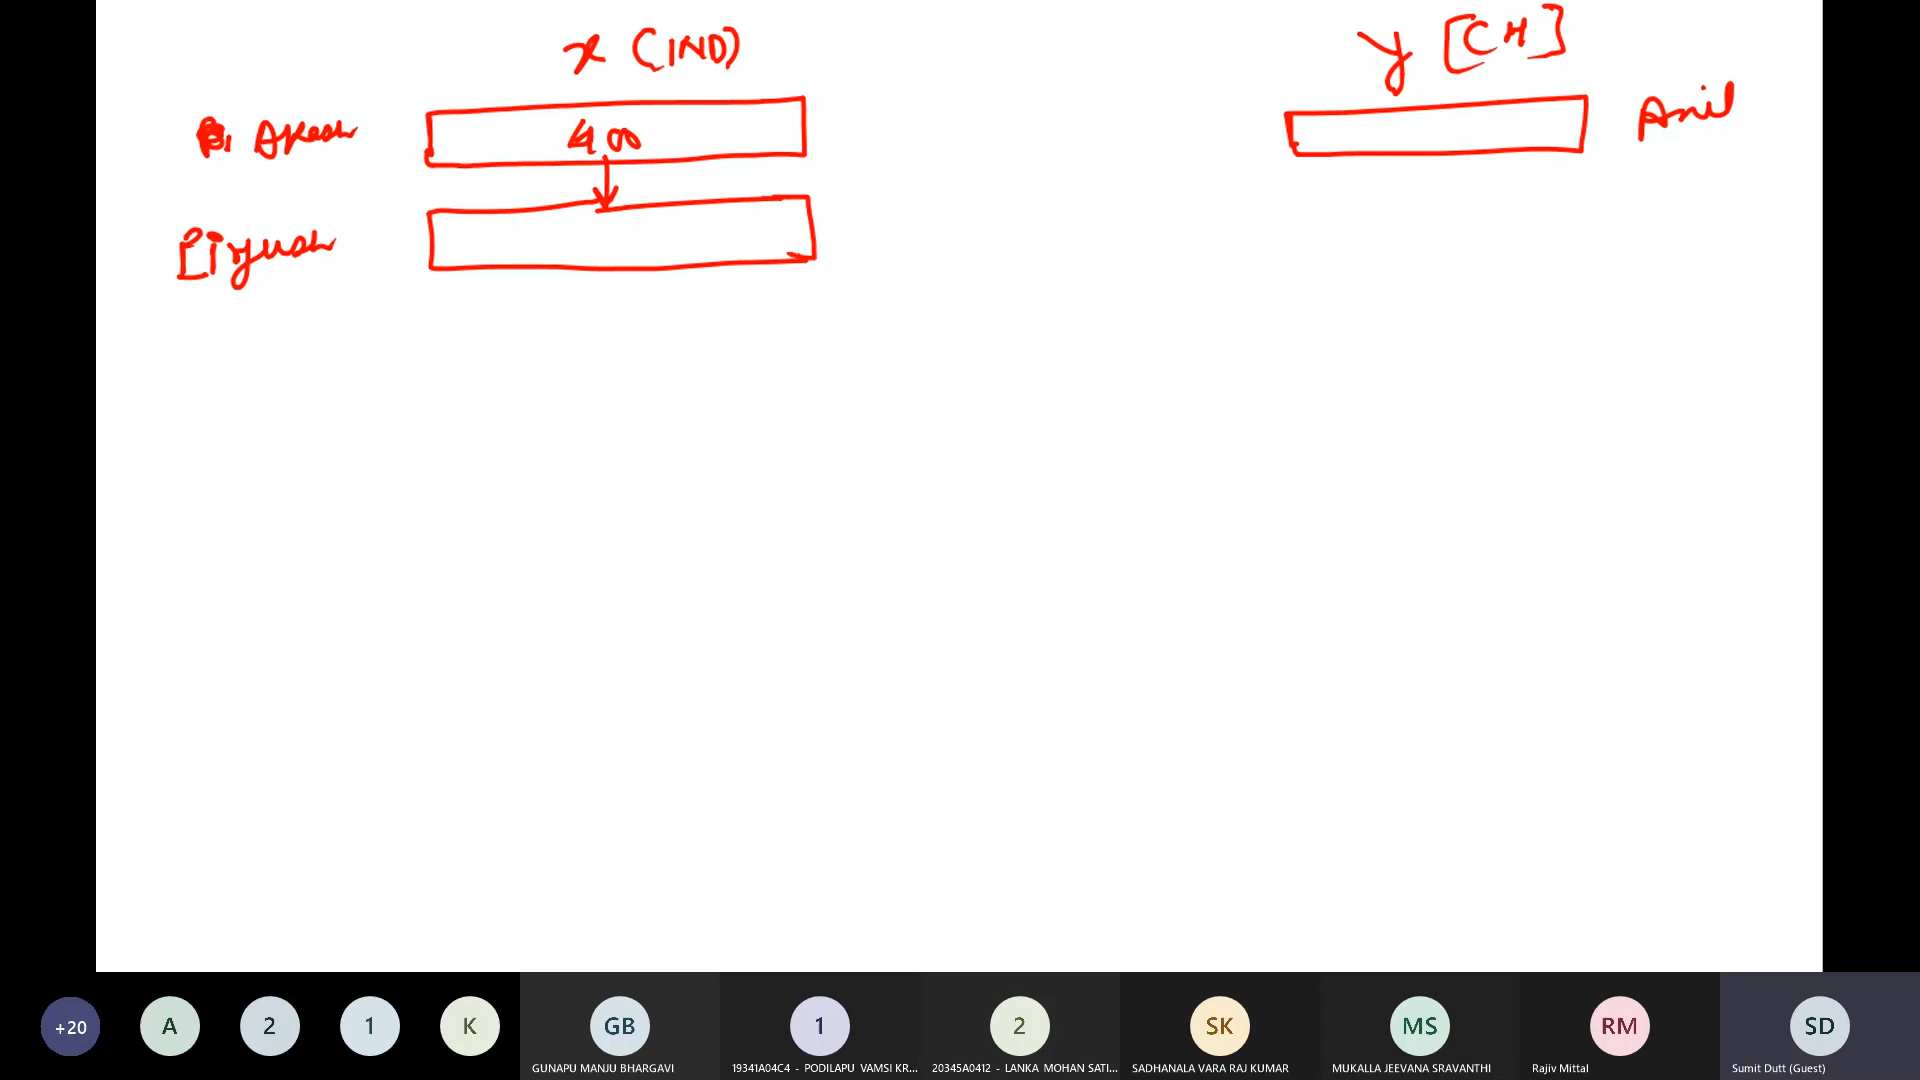 x (IND)
y [CH]
Akash
400
Anil
Piyush
+20
A
2
1
K
GB
1
2
SK
MS
RM
SD
GUNAPU MANJU BHARGAVI
19341A04C4 - PODILAPU VAMSI KR...
20345A0412 - LANKA MOHAN SATI...
SADHANALA VARA RAJ KUMAR
MUKALLA JEEVANA SRAVANTHI
Rajiv Mittal
Sumit Dutt (Guest)